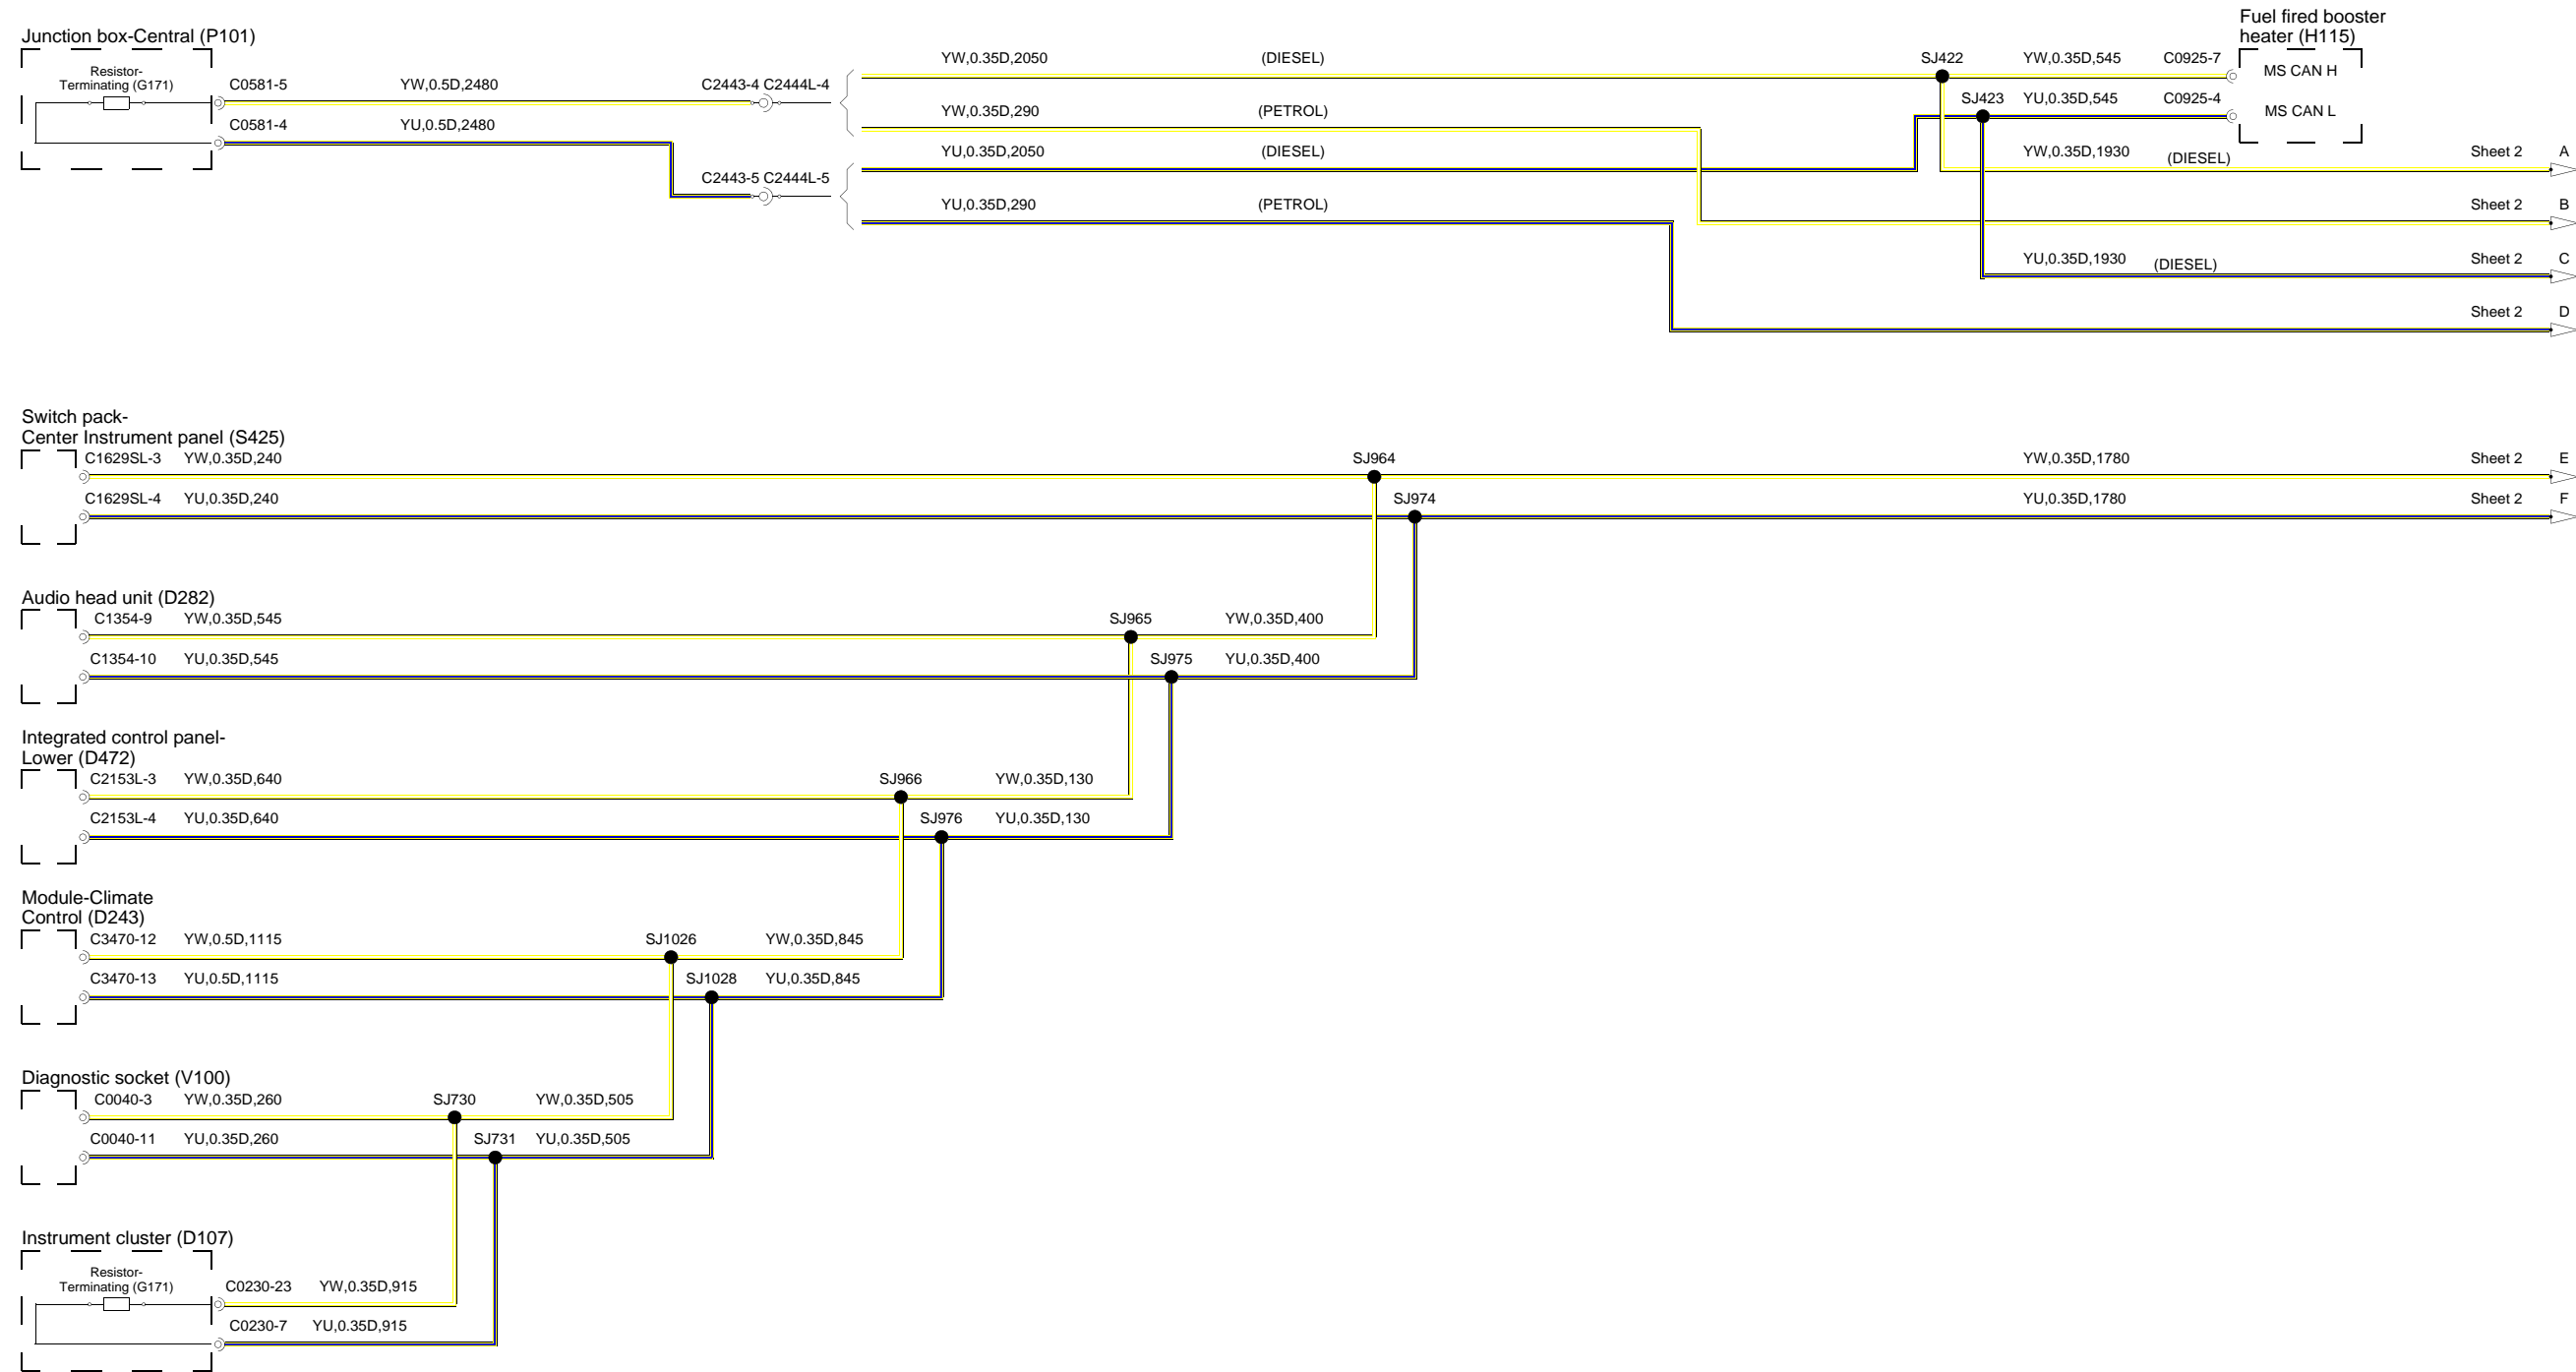 Fuel fired booster
heater (H115)
Junction box-Central (P101)
Resistor-
Terminating (G171)
C0581-5 YW,0.5D,2480 C2443-4 C2444L-4
YW,0.35D,2050 (DIESEL) SJ422 YW,0.35D,545 C0925-7 MS CAN H
YW,0.35D,290 (PETROL) SJ423 YU,0.35D,545 C0925-4 MS CAN L
C0581-4 YU,0.5D,2480
YU,0.35D,2050 (DIESEL) YW,0.35D,1930 (DIESEL) Sheet 2 A
C2443-5 C2444L-5
YU,0.35D,290 (PETROL) Sheet 2 B
YU,0.35D,1930 (DIESEL) Sheet 2 C
Sheet 2 D
Switch pack-
Center Instrument panel (S425)
C1629SL-3 YW,0.35D,240 SJ964 YW,0.35D,1780 Sheet 2 E
C1629SL-4 YU,0.35D,240 SJ974 YU,0.35D,1780 Sheet 2 F
Audio head unit (D282)
C1354-9 YW,0.35D,545 SJ965 YW,0.35D,400
C1354-10 YU,0.35D,545 SJ975 YU,0.35D,400
Integrated control panel-
Lower (D472)
C2153L-3 YW,0.35D,640 SJ966 YW,0.35D,130
C2153L-4 YU,0.35D,640 SJ976 YU,0.35D,130
Module-Climate
Control (D243)
C3470-12 YW,0.5D,1115 SJ1026 YW,0.35D,845
C3470-13 YU,0.5D,1115 SJ1028 YU,0.35D,845
Diagnostic socket (V100)
C0040-3 YW,0.35D,260 SJ730 YW,0.35D,505
C0040-11 YU,0.35D,260 SJ731 YU,0.35D,505
Instrument cluster (D107)
Resistor-
Terminating (G171)
C0230-23 YW,0.35D,915
C0230-7 YU,0.35D,915